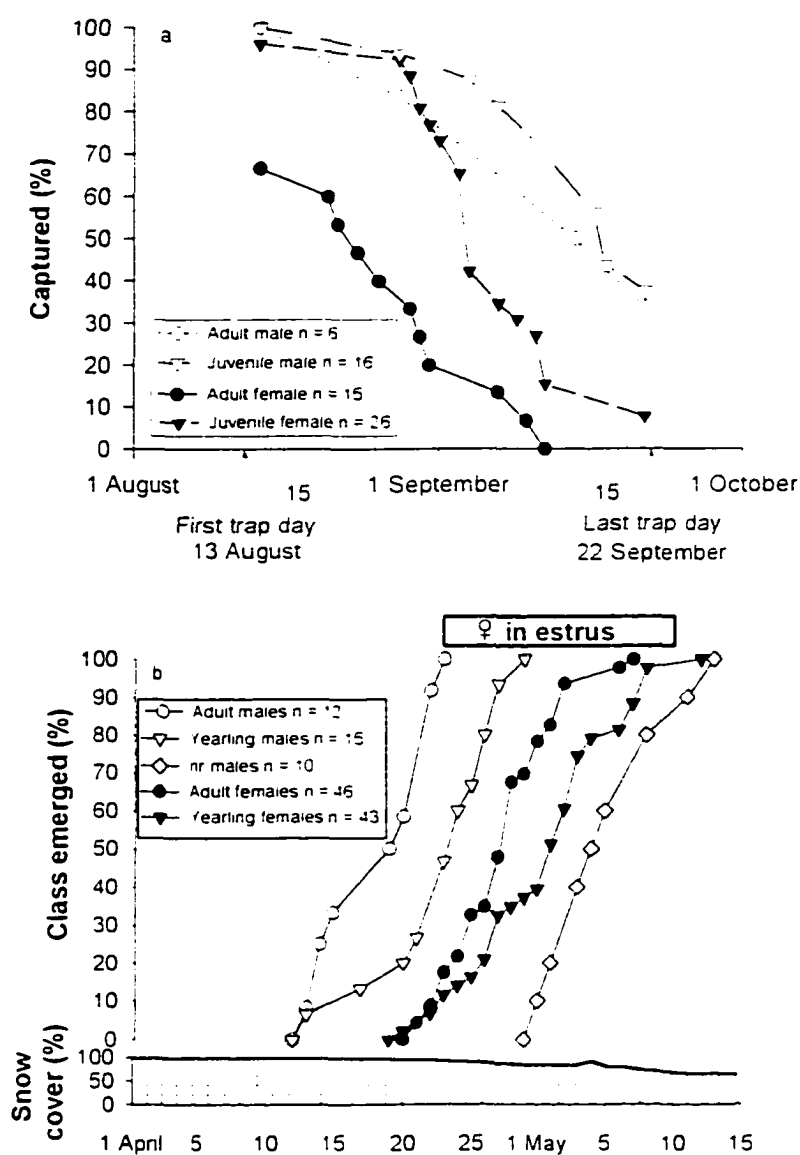 a
100
90
80
70
60
50
40
30
20
10
0
Captured (%)
Adult male n = 6
Juvenile male n = 16
Adult female n = 15
Juvenile female n = 26
1 August
15
1 September
15
1 October
First trap day
13 August
Last trap day
22 September
♀ in estrus
b
100
90
80
70
60
50
40
30
20
10
0
Class emerged (%)
Adult males n = 12
Yearling males n = 15
nr males n = 10
Adult females n = 46
Yearling females n = 43
Snow
cover (%)
100
50
0
1 April
5
10
15
20
25
1 May
5
10
15